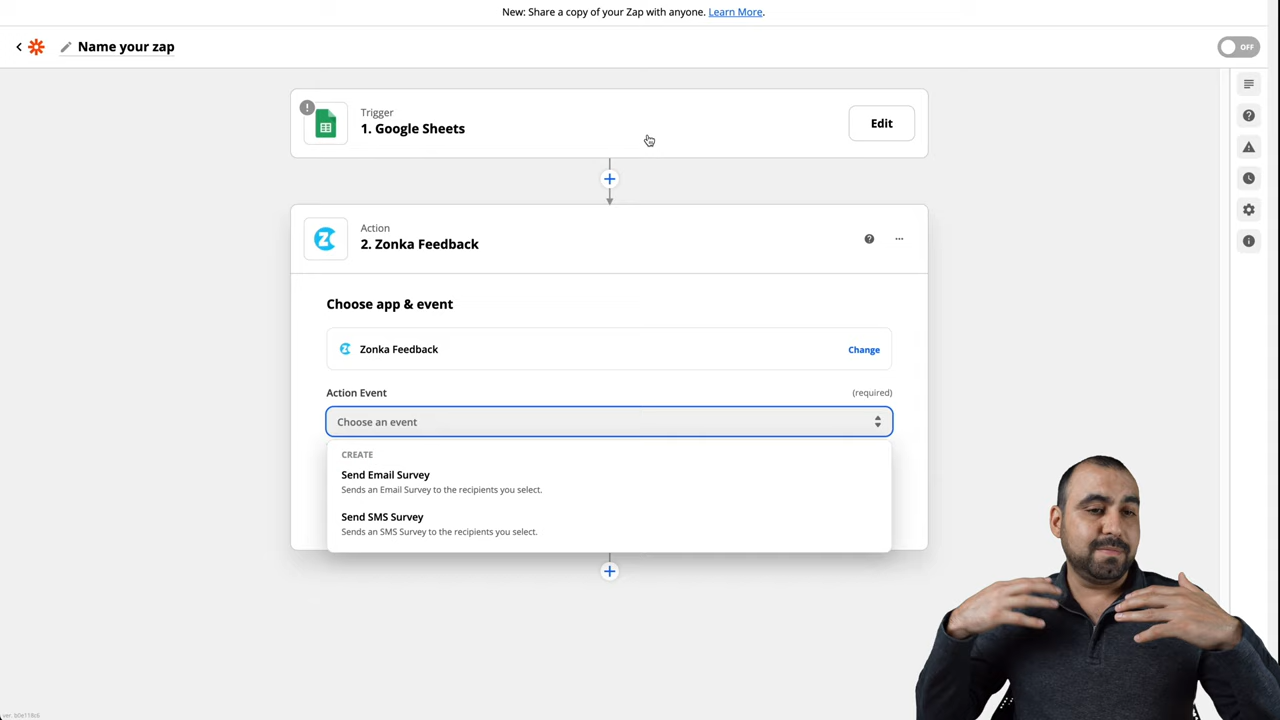 New: Share a copy of your Zap with anyone. Learn More.
Name your zap
OFF
Trigger
1. Google Sheets
Edit
Action
2. Zonka Feedback
Choose app & event
Zonka Feedback
Change
Action Event
(required)
Choose an event
CREATE
Send Email Survey
Sends an Email Survey to the recipients you select.
Send SMS Survey
Sends an SMS Survey to the recipients you select.